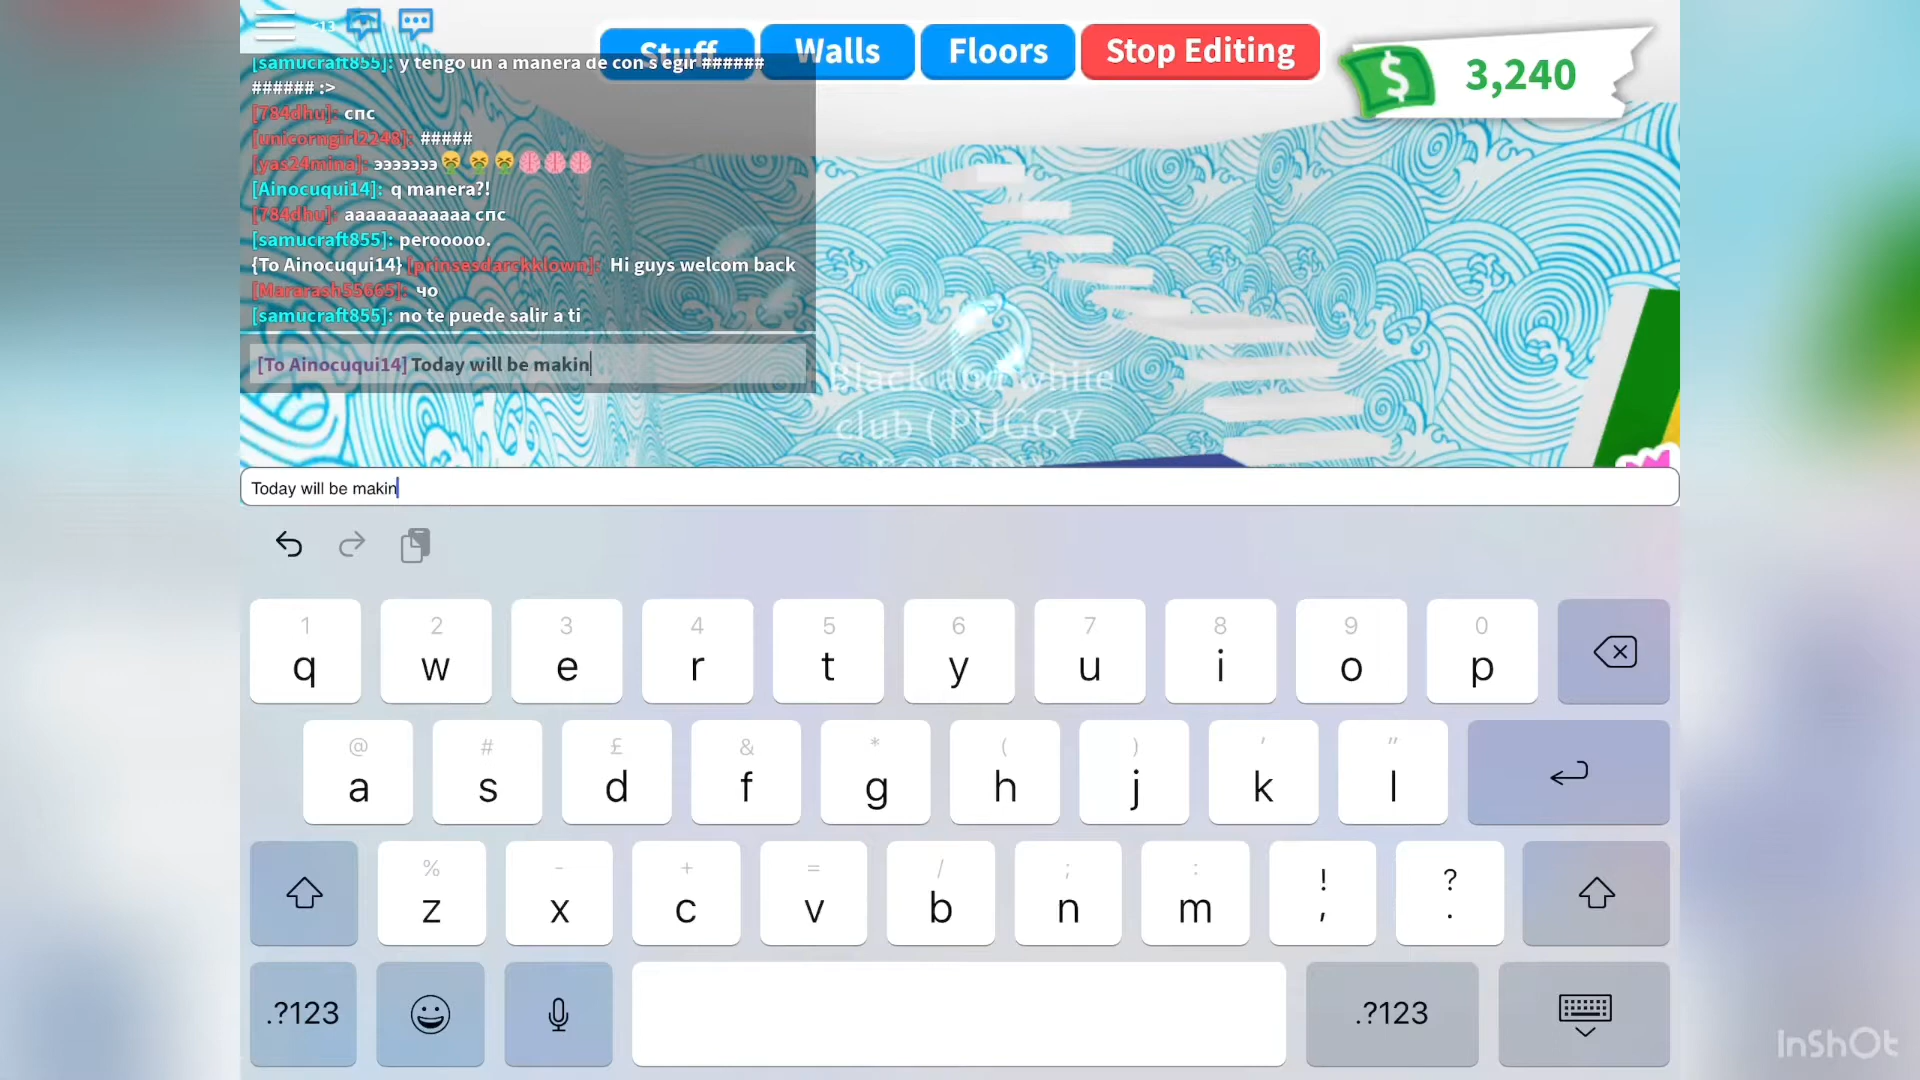 Stuff
Walls
Floors
Stop Editing
3,240
[samucraft855]: y tengo un a manera de con s egir ######
###### :>
[784dhu]: спс
[unicorngirl2248]: #####
[yas24mina]: эээээээ🤮🤮🤮🧠🧠🧠
[Ainocuqui14]: q manera?!
[784dhu]: аааааааааааа спс
[samucraft855]: perooooo.
{To Ainocuqui14} [prinsesdarckklown]: Hi guys welcom back
[Mararash55665]: чо
[samucraft855]: no te puede salir a ti
[To Ainocuqui14] Today will be makin
Black and white
club ( PUGGY
Today will be makin
1 2 3 4 5 6 7 8 9 0
q w e r t y u i o p
@ # £ & * ( ) ' "
a s d f g h j k l
% - + = / ; : ! ?
z x c v b n m , .
.?123
.?123
InShOt